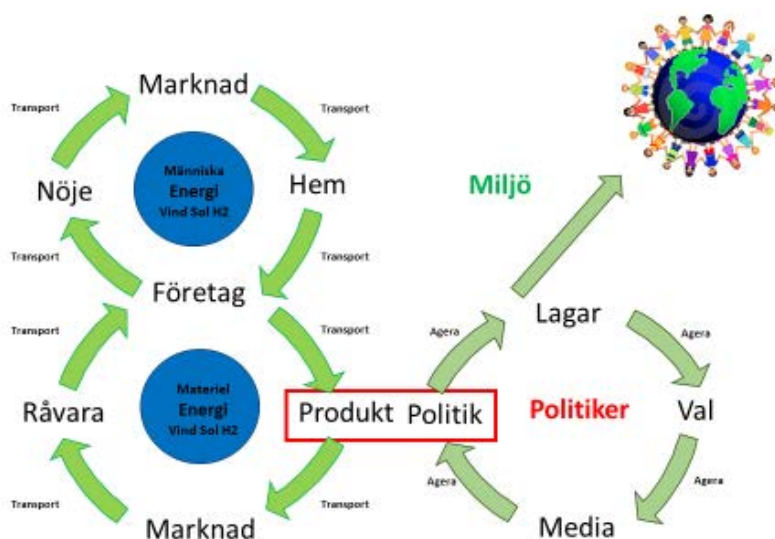 Marknad
Transport
Transport
Människa
Energi
Vind Sol H2
Nöje
Hem
Miljö
Transport
Transport
Företag
Lagar
Transport
Transport
Agera
Agera
Materiel
Energi
Vind Sol H2
Råvara
Produkt Politik
Politiker
Val
Transport
Transport
Agera
Agera
Marknad
Media